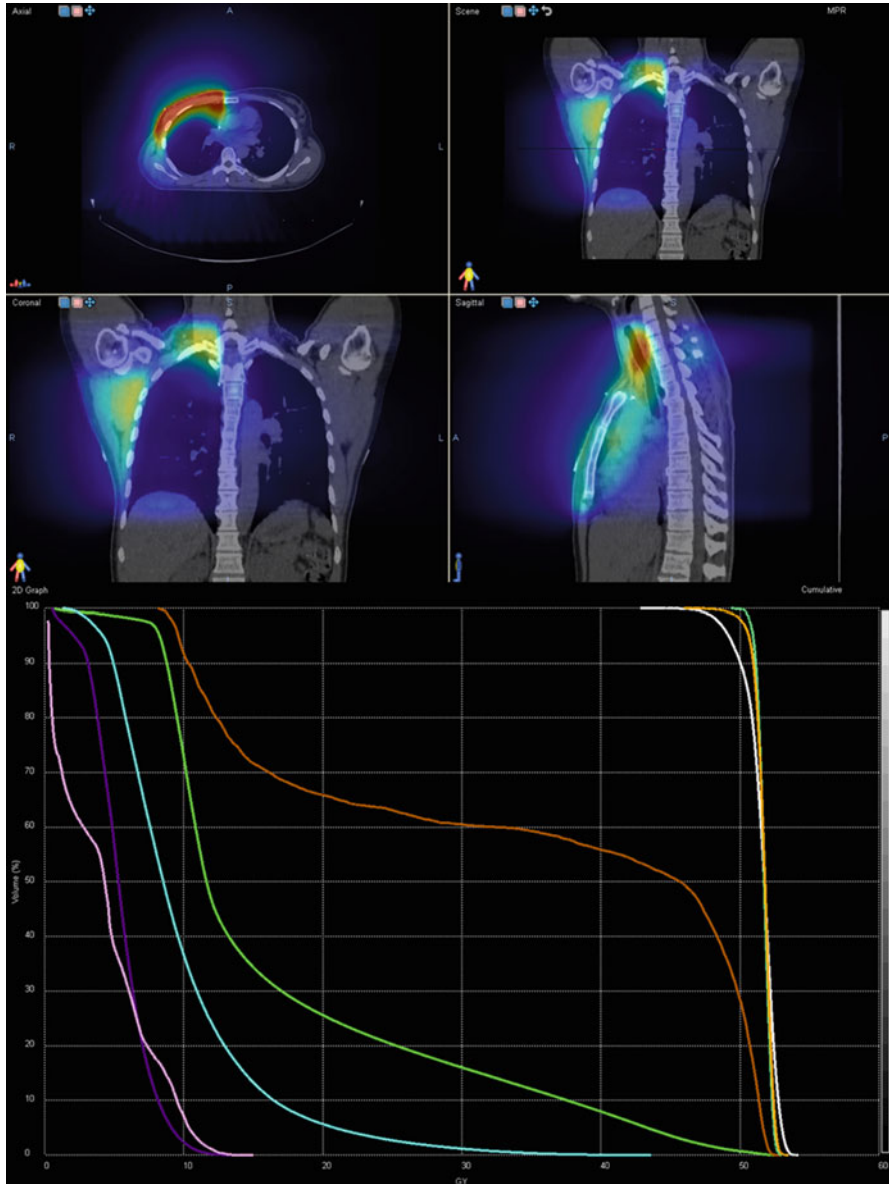 Axial
A
R
L
P
Scene
MPR
Coronal
S
R
L
Sagittal
S
A
P
2D Graph
Cumulative
100
90
80
70
60
50
40
30
20
10
0
Volume (%)
0 10 20 30 40 50 60
GY